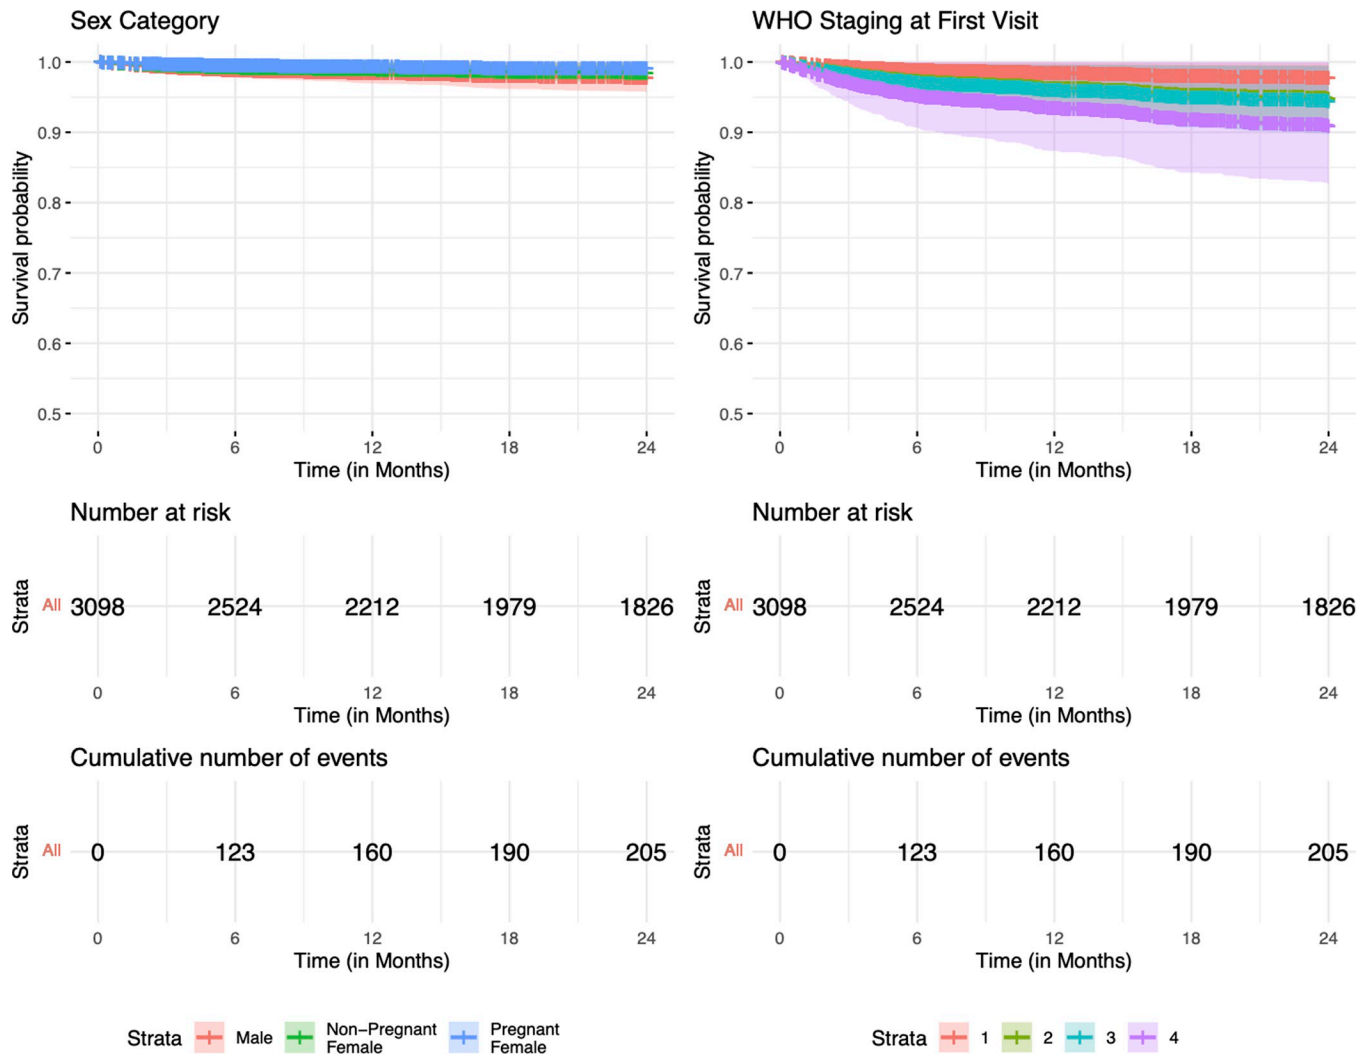 Sex Category
Survival probability
1.0
0.9
0.8
0.7
0.6
0.5
0 6 12 18 24
Time (in Months)
Number at risk
Strata
All 3098 2524 2212 1979 1826
0 6 12 18 24
Time (in Months)
Cumulative number of events
Strata
All 0 123 160 190 205
0 6 12 18 24
Time (in Months)
Strata Male Non-Pregnant Female Pregnant Female
WHO Staging at First Visit
Survival probability
1.0
0.9
0.8
0.7
0.6
0.5
0 6 12 18 24
Time (in Months)
Number at risk
Strata
All 3098 2524 2212 1979 1826
0 6 12 18 24
Time (in Months)
Cumulative number of events
Strata
All 0 123 160 190 205
0 6 12 18 24
Time (in Months)
Strata 1 2 3 4